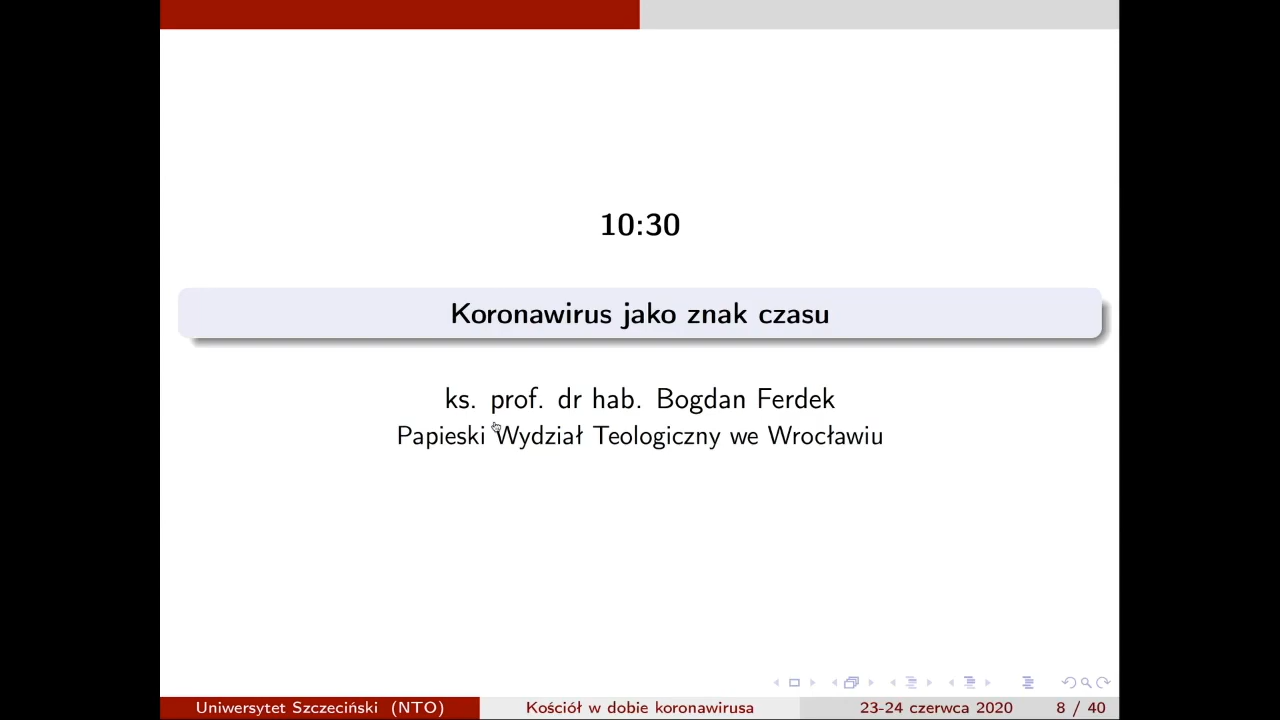 10:30
Koronawirus jako znak czasu
ks. prof. dr hab. Bogdan Ferdek
Papieski Wydział Teologiczny we Wrocławiu
Uniwersytet Szczeciński (NTO)
Kościół w dobie koronawirusa
23-24 czerwca 2020
8 / 40